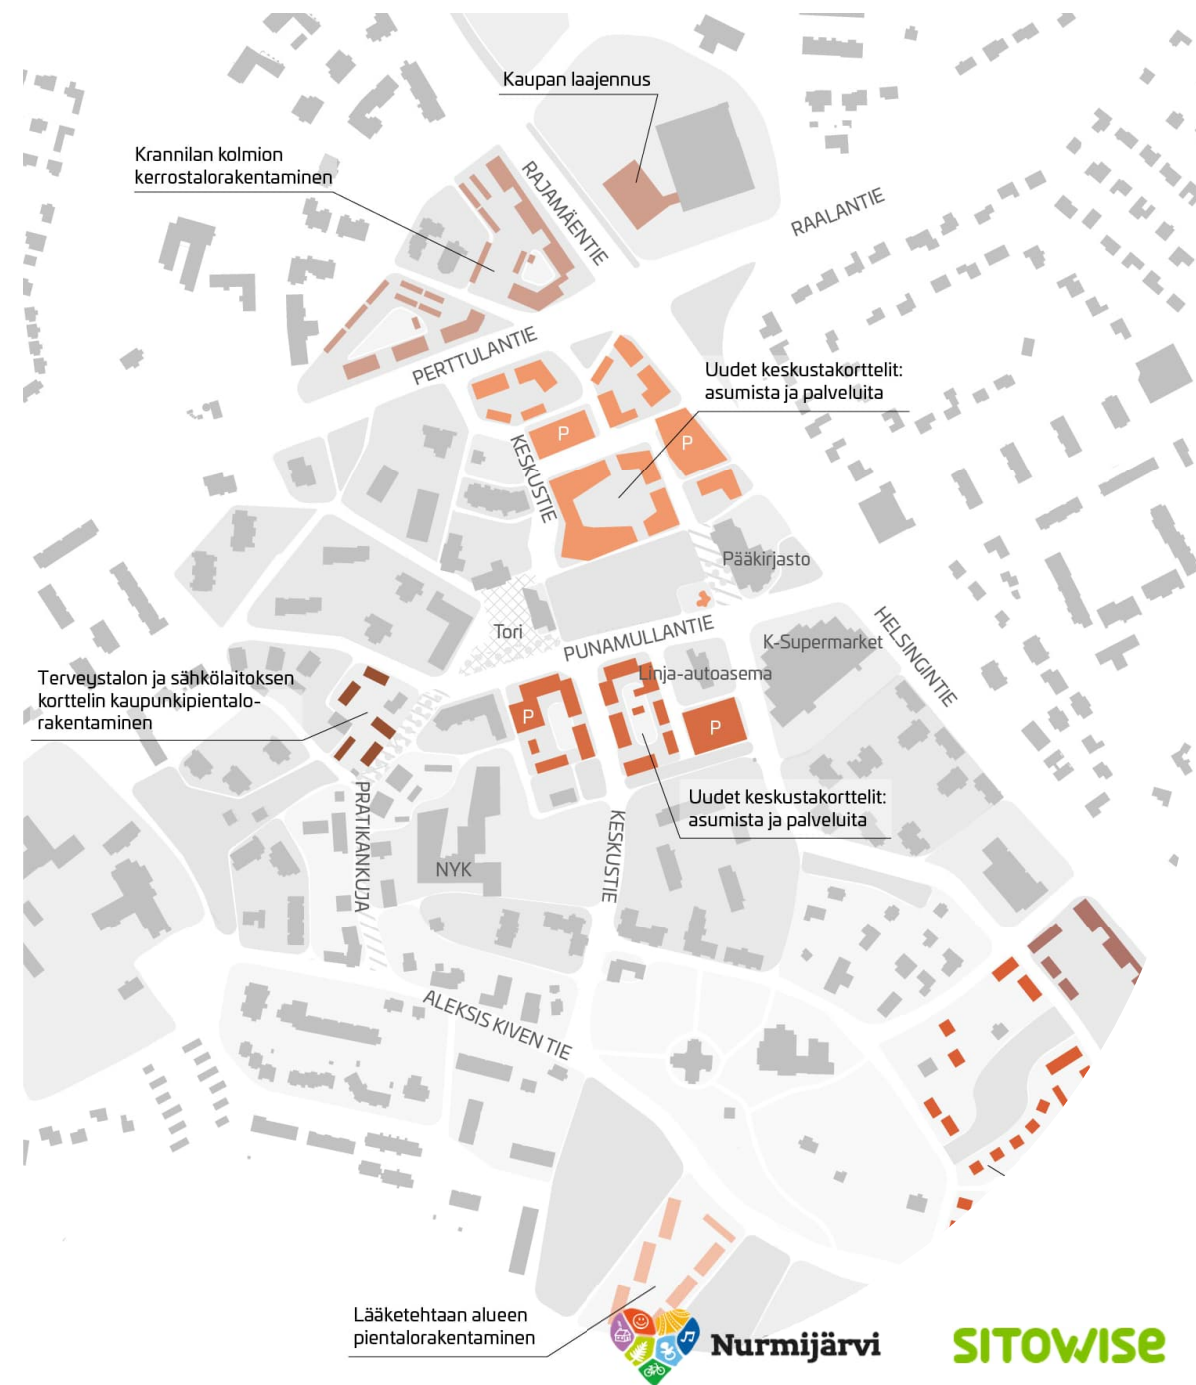 Kaupan laajennus
Krannilan kolmion
kerrostalorakentaminen
RAJAMÄENTIE
RAALANTIE
PERTTULANTIE
Uudet keskustakorttelit:
asumista ja palveluita
P
P
KESKUSTIE
Pääkirjasto
Tori
PUNAMULLANTIE
K-Supermarket
HELSINGINTIE
Linja-autoasema
Terveystalon ja sähkölaitoksen
korttelin kaupunkipientalo-
rakentaminen
P
P
Uudet keskustakorttelit:
asumista ja palveluita
PRATIKANKUJA
KESKUSTIE
NYK
ALEKSIS KIVEN TIE
Lääketehtaan alueen
pientalorakentaminen
Nurmijärvi
SITOWISE